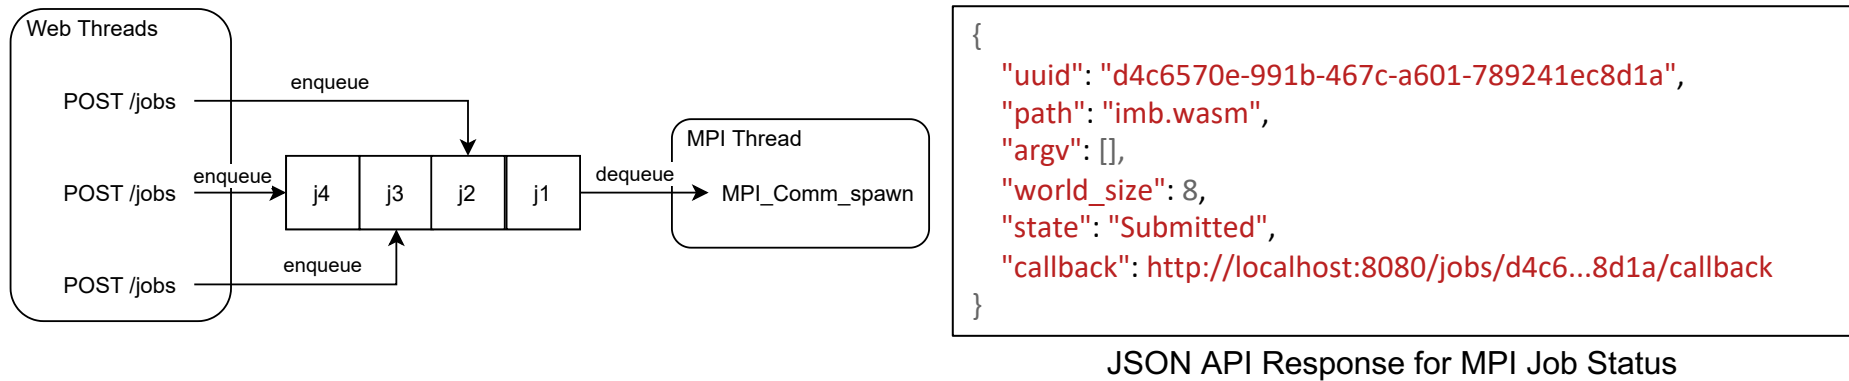 Web Threads
POST /jobs
enqueue
POST /jobs
enqueue
POST /jobs
enqueue
j4 j3 j2 j1
dequeue
MPI Thread
MPI_Comm_spawn
{
"uuid": "d4c6570e-991b-467c-a601-789241ec8d1a",
"path": "imb.wasm",
"argv": [],
"world_size": 8,
"state": "Submitted",
"callback": http://localhost:8080/jobs/d4c6...8d1a/callback
}
JSON API Response for MPI Job Status